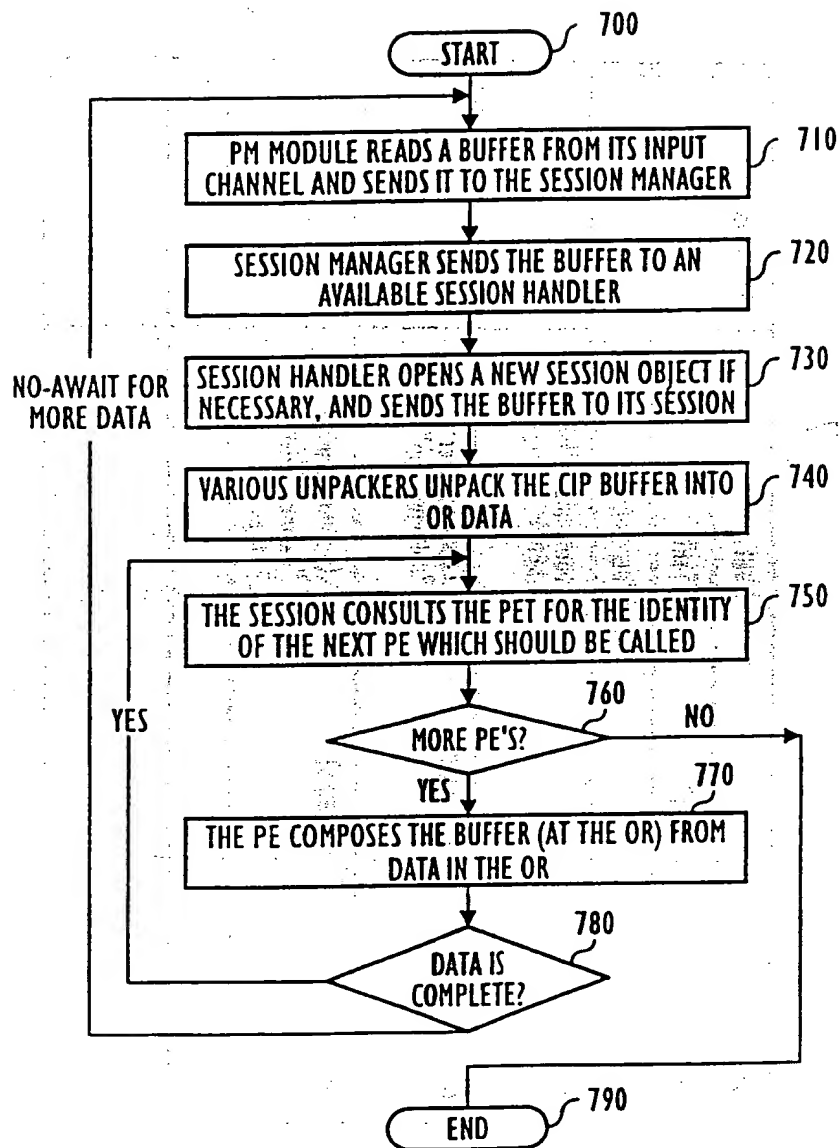 700
START
PM MODULE READS A BUFFER FROM ITS INPUT
CHANNEL AND SENDS IT TO THE SESSION MANAGER
710
SESSION MANAGER SENDS THE BUFFER TO AN
AVAILABLE SESSION HANDLER
720
NO-AWAIT FOR
MORE DATA
SESSION HANDLER OPENS A NEW SESSION OBJECT IF
NECESSARY, AND SENDS THE BUFFER TO ITS SESSION
730
VARIOUS UNPACKERS UNPACK THE CIP BUFFER INTO
OR DATA
740
THE SESSION CONSULTS THE PET FOR THE IDENTITY
OF THE NEXT PE WHICH SHOULD BE CALLED
750
YES
MORE PE'S?
760
NO
YES
770
THE PE COMPOSES THE BUFFER (AT THE OR) FROM
DATA IN THE OR
780
DATA IS
COMPLETE?
END
790